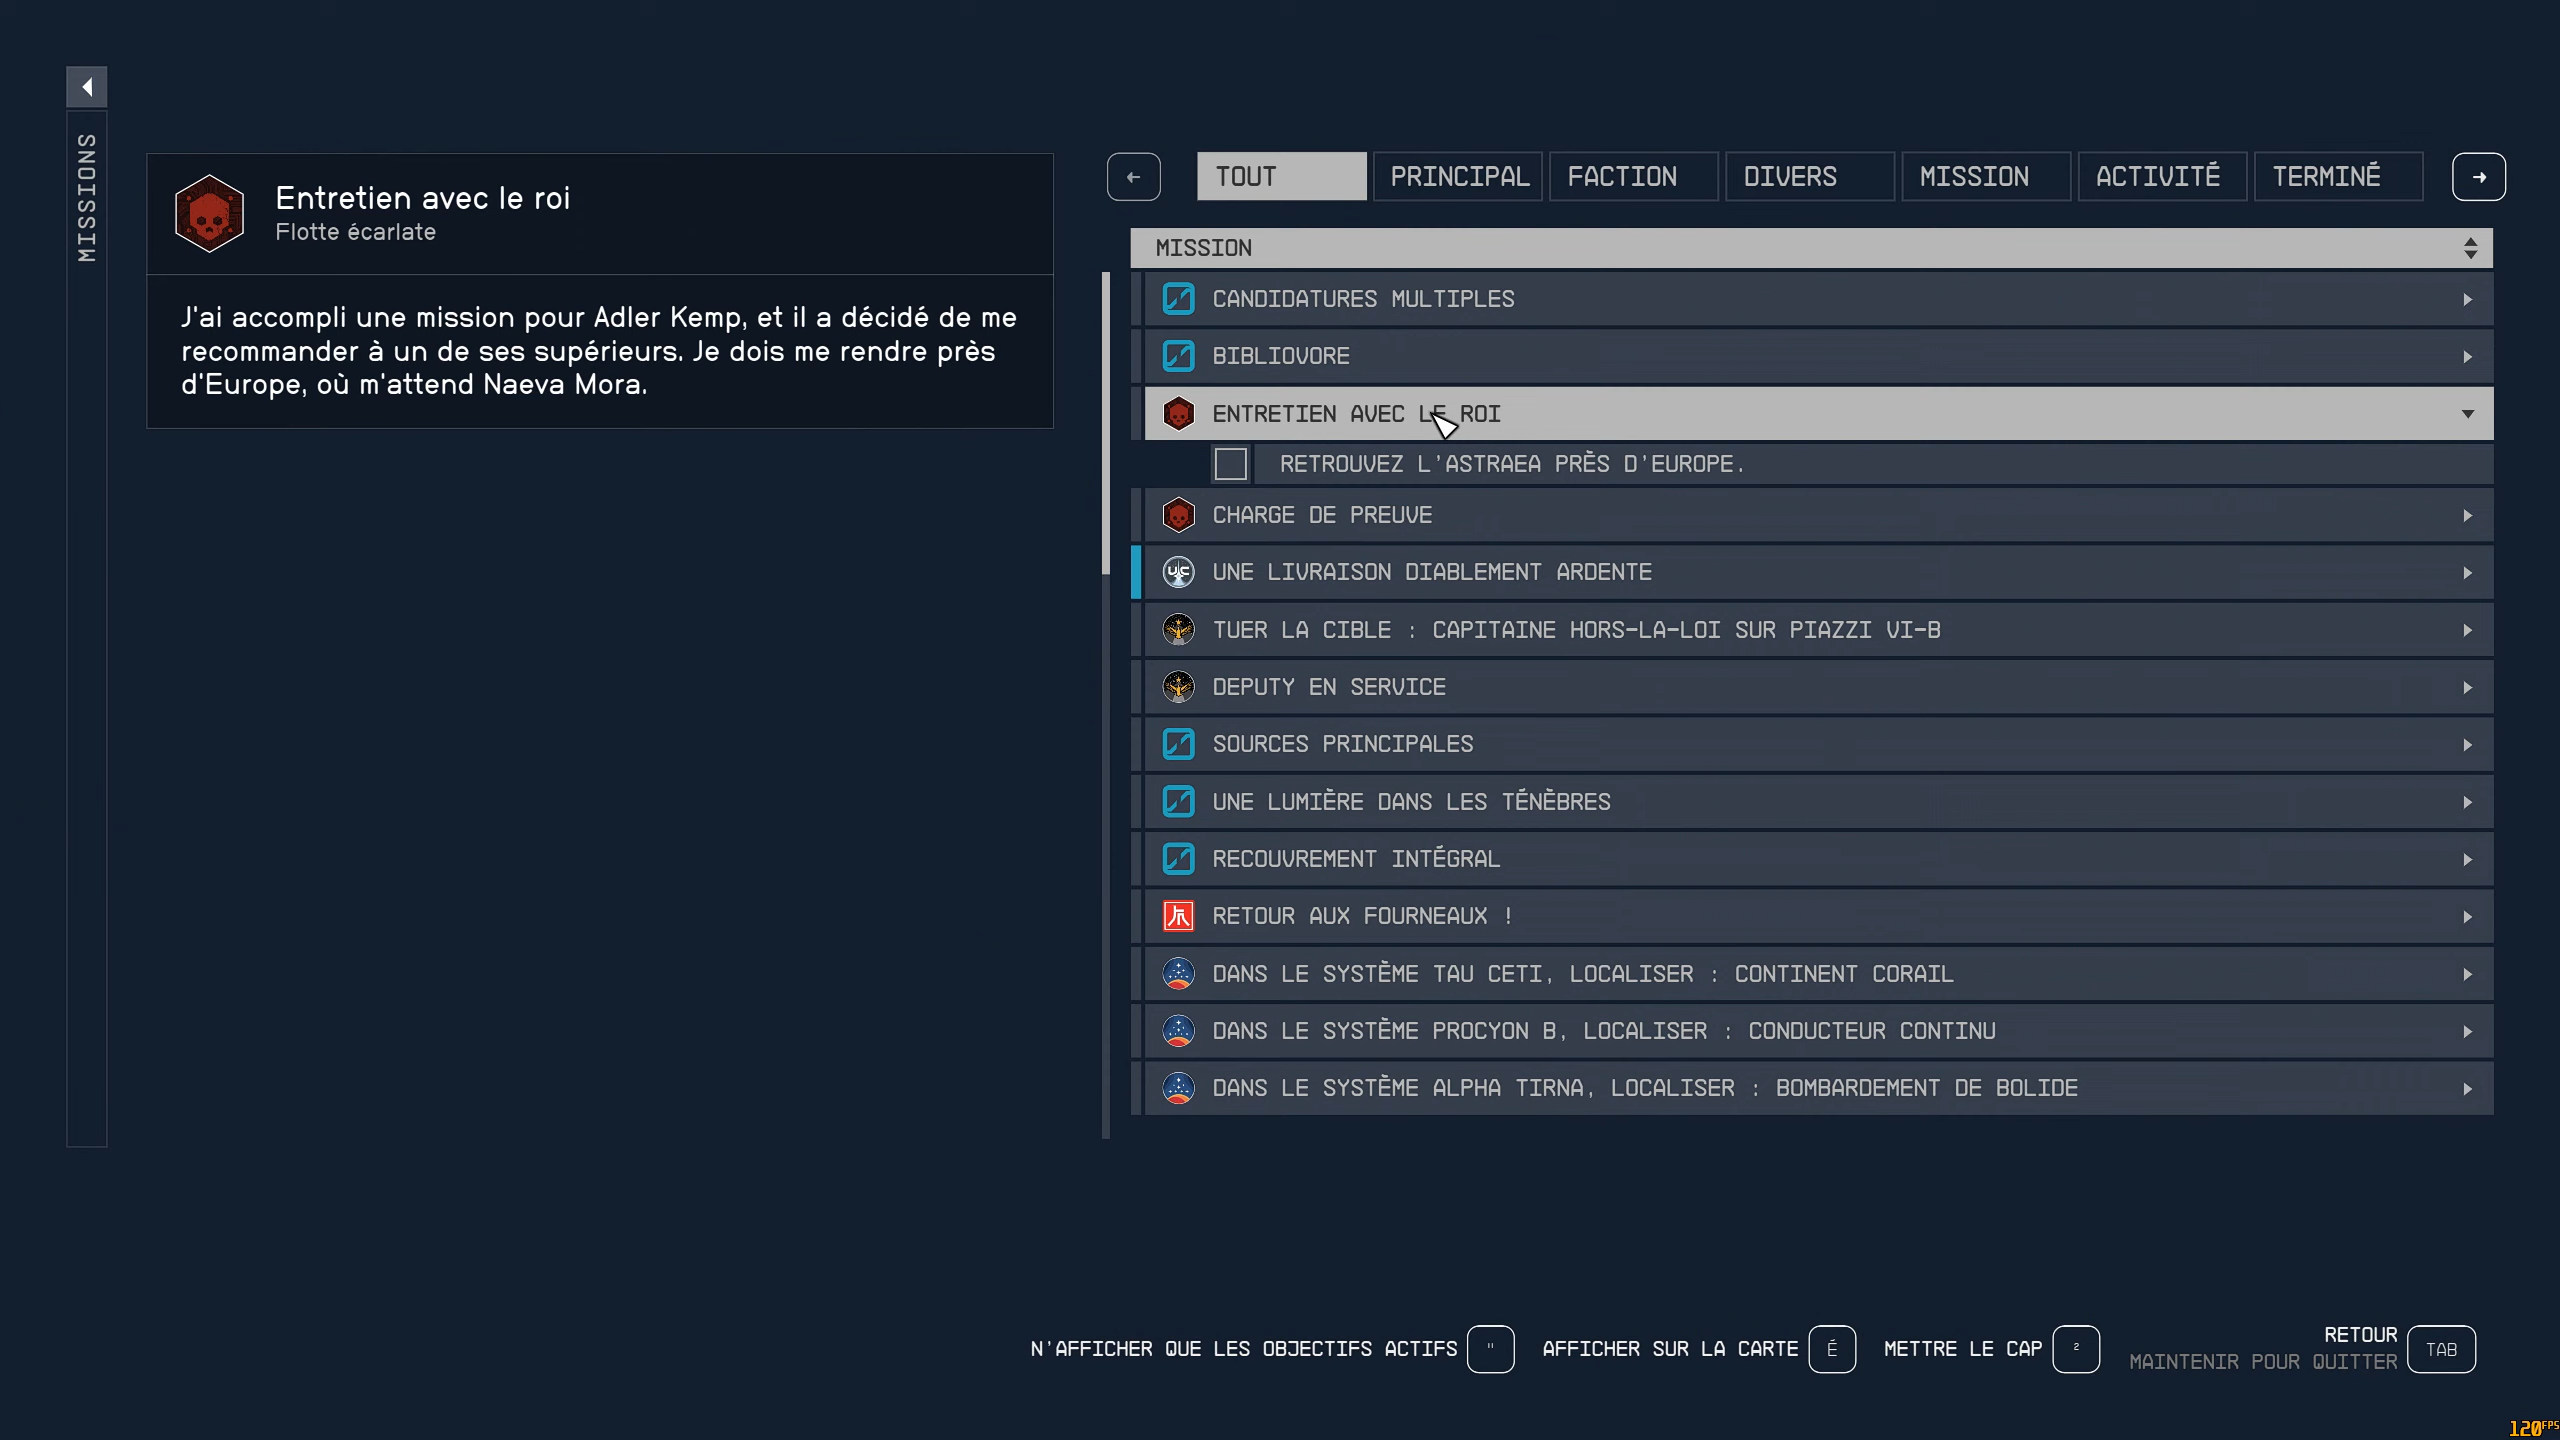 MISSIONS
Entretien avec le roi
Flotte écarlate
J'ai accompli une mission pour Adler Kemp, et il a décidé de me
recommander à un de ses supérieurs. Je dois me rendre près
d'Europe, où m'attend Naeva Mora.
TOUT
PRINCIPAL
FACTION
DIVERS
MISSION
ACTIVITÉ
TERMINÉ
MISSION
CANDIDATURES MULTIPLES
BIBLIOVORE
ENTRETIEN AVEC LE ROI
RETROUVEZ L'ASTRAEA PRÈS D'EUROPE.
CHARGE DE PREUVE
UC
UNE LIVRAISON DIABLEMENT ARDENTE
TUER LA CIBLE : CAPITAINE HORS-LA-LOI SUR PIAZZI VI-B
DEPUTY EN SERVICE
SOURCES PRINCIPALES
UNE LUMIÈRE DANS LES TÉNÈBRES
RECOUVREMENT INTÉGRAL
RETOUR AUX FOURNEAUX !
DANS LE SYSTÈME TAU CETI, LOCALISER : CONTINENT CORAIL
DANS LE SYSTÈME PROCYON B, LOCALISER : CONDUCTEUR CONTINU
DANS LE SYSTÈME ALPHA TIRNA, LOCALISER : BOMBARDEMENT DE BOLIDE
N'AFFICHER QUE LES OBJECTIFS ACTIFS "
AFFICHER SUR LA CARTE É
METTRE LE CAP ²
RETOUR
MAINTENIR POUR QUITTER
TAB
120 FPS